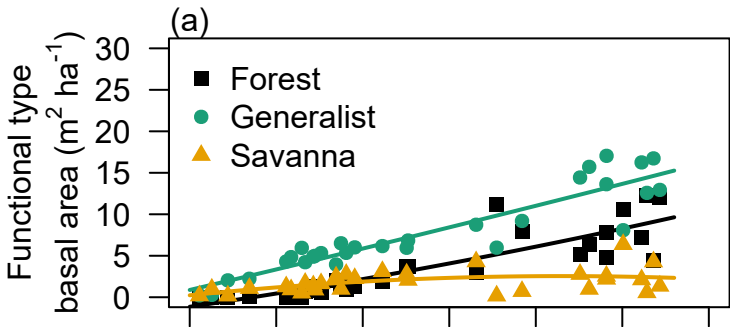 (a)
Functional type
basal area (m² ha⁻¹)
30
25
20
15
10
5
0
Forest
Generalist
Savanna